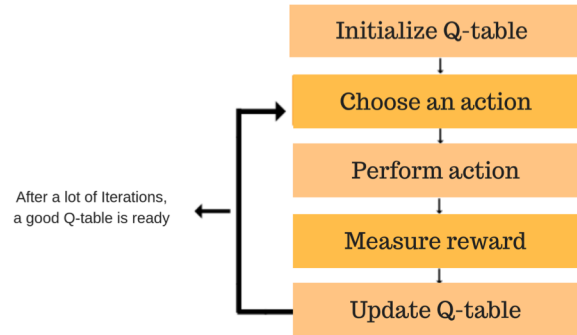 Initialize Q-table
Choose an action
Perform action
After a lot of Iterations,
a good Q-table is ready
Measure reward
Update Q-table